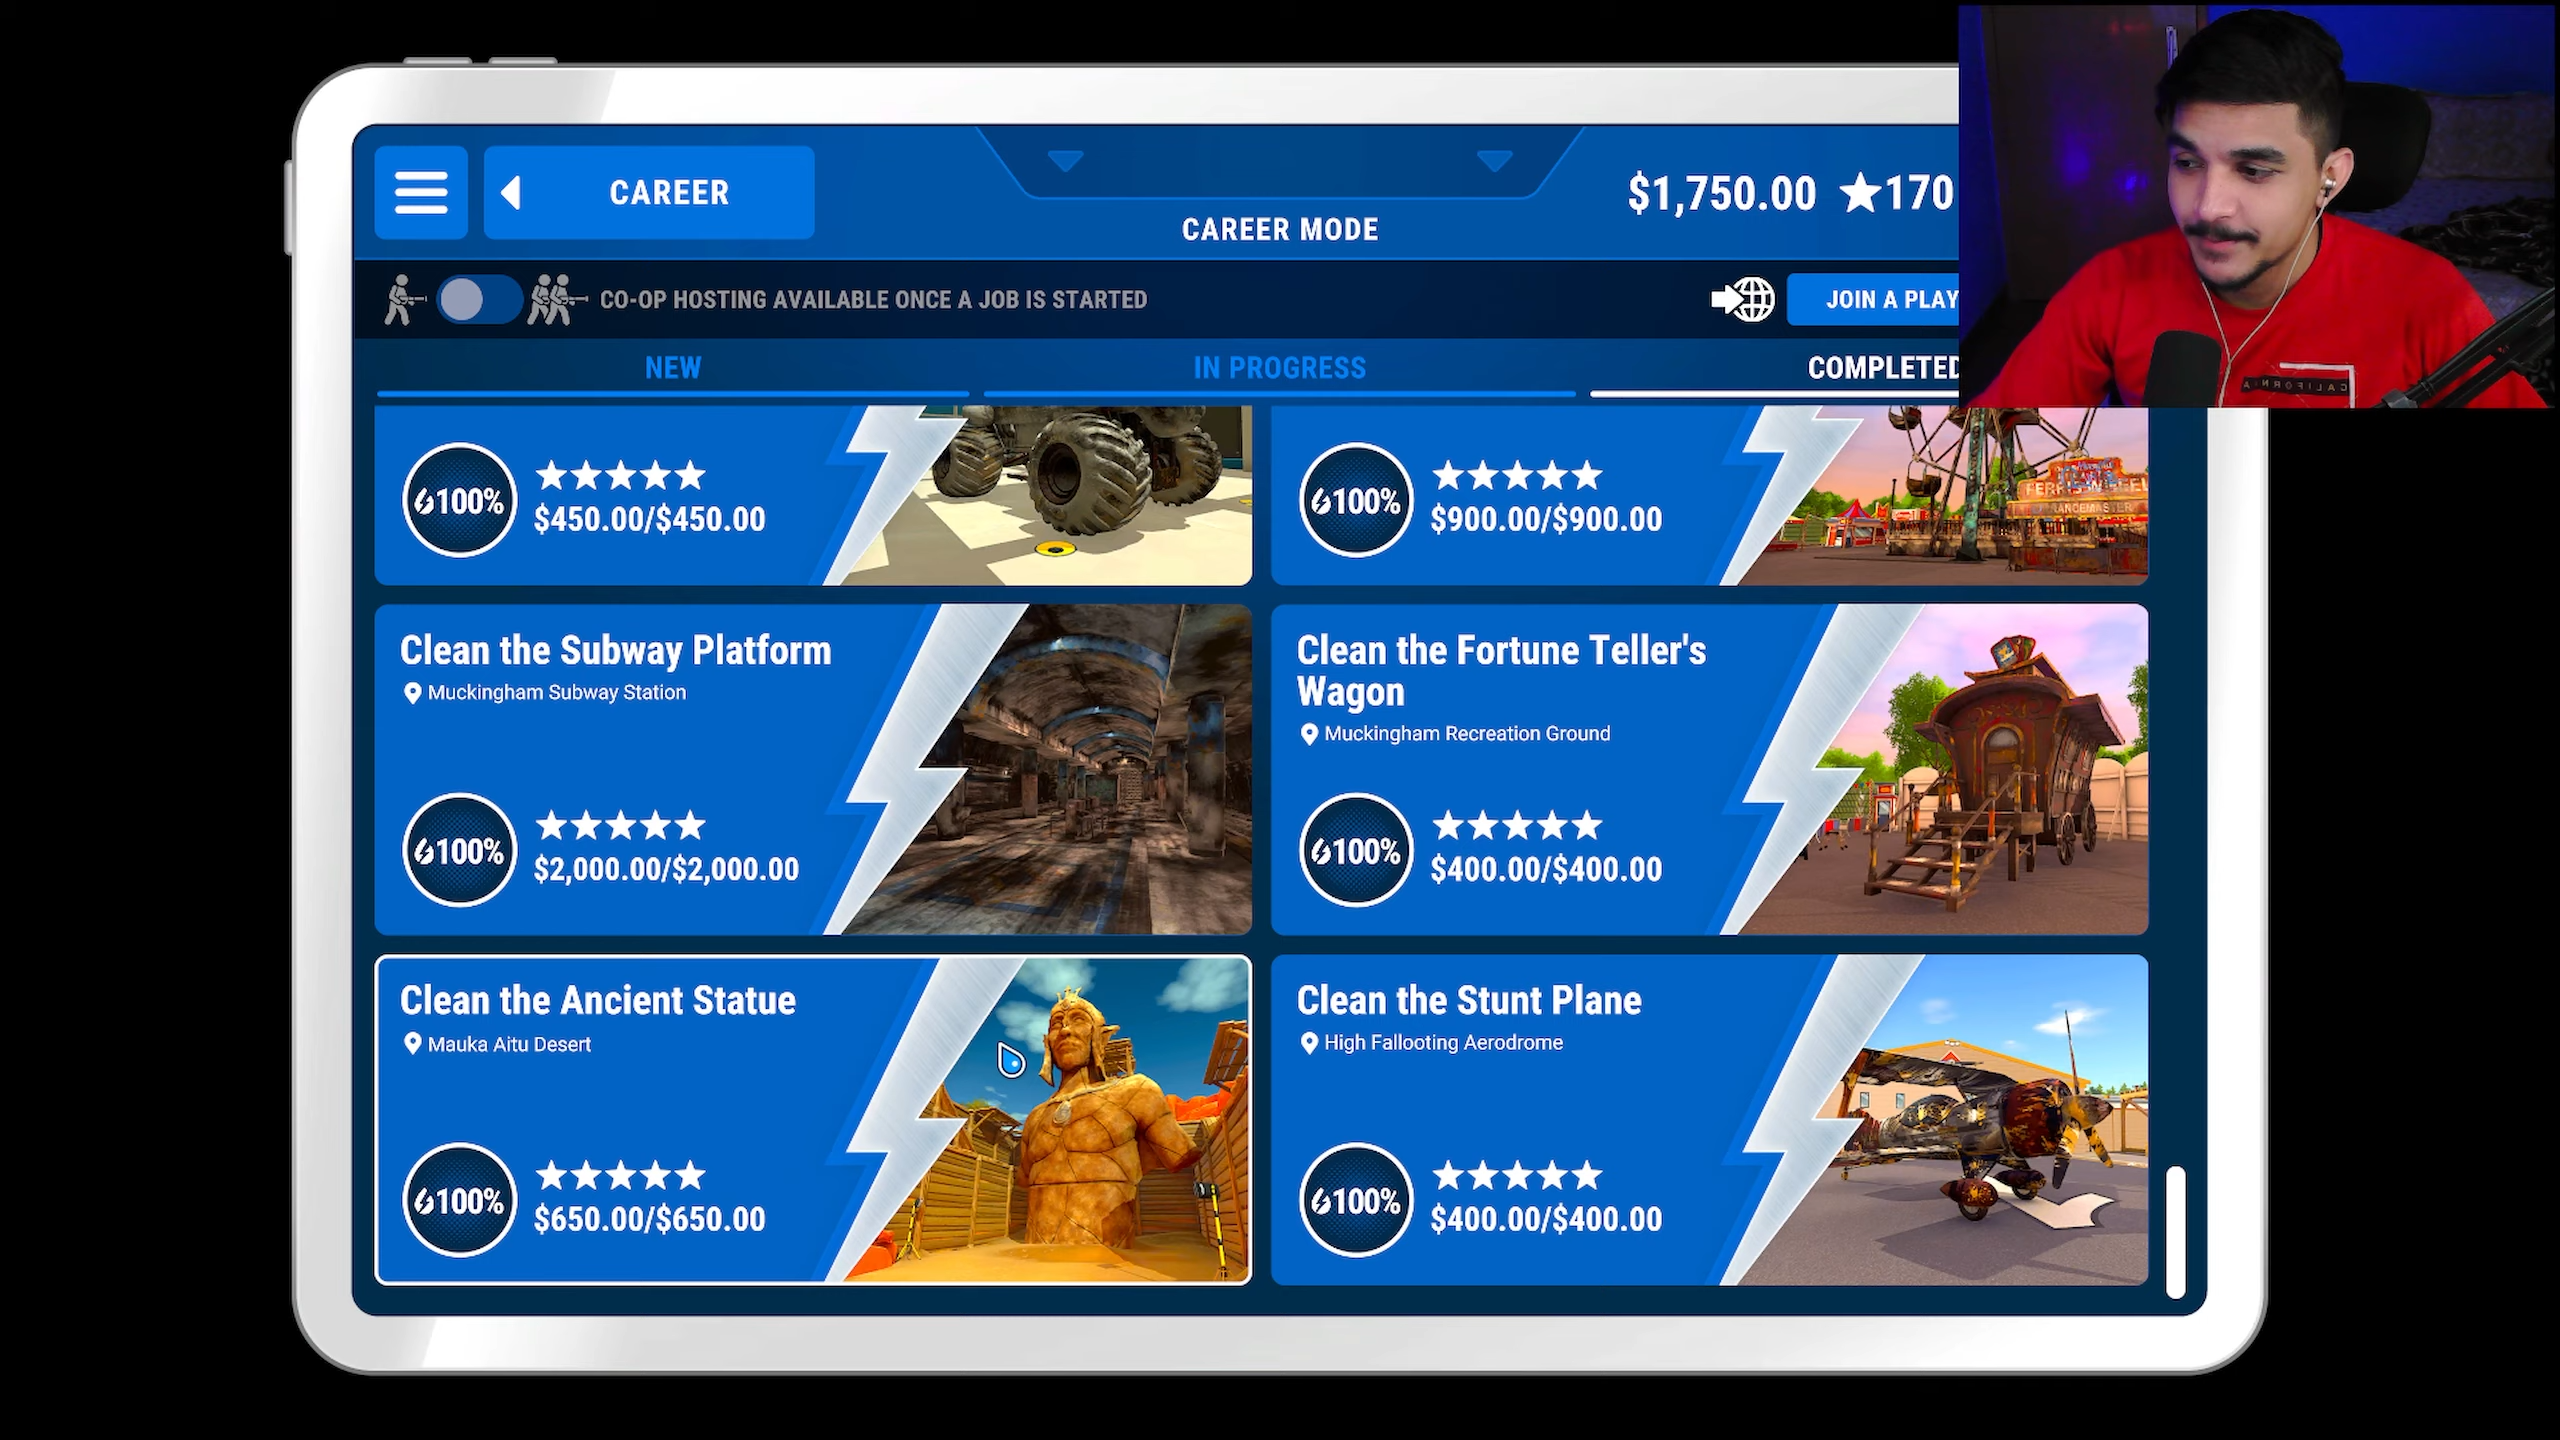 CAREER
CAREER MODE
$1,750.00 ★170
CO-OP HOSTING AVAILABLE ONCE A JOB IS STARTED
JOIN A PLAY
NEW
IN PROGRESS
COMPLETED
100%
★★★★★
$450.00/$450.00
100%
★★★★★
$900.00/$900.00
FERRIS WHEEL
Clean the Subway Platform
Muckingham Subway Station
100%
★★★★★
$2,000.00/$2,000.00
Clean the Fortune Teller's
Wagon
Muckingham Recreation Ground
100%
★★★★★
$400.00/$400.00
Clean the Ancient Statue
Mauka Aitu Desert
100%
★★★★★
$650.00/$650.00
Clean the Stunt Plane
High Fallooting Aerodrome
100%
★★★★★
$400.00/$400.00